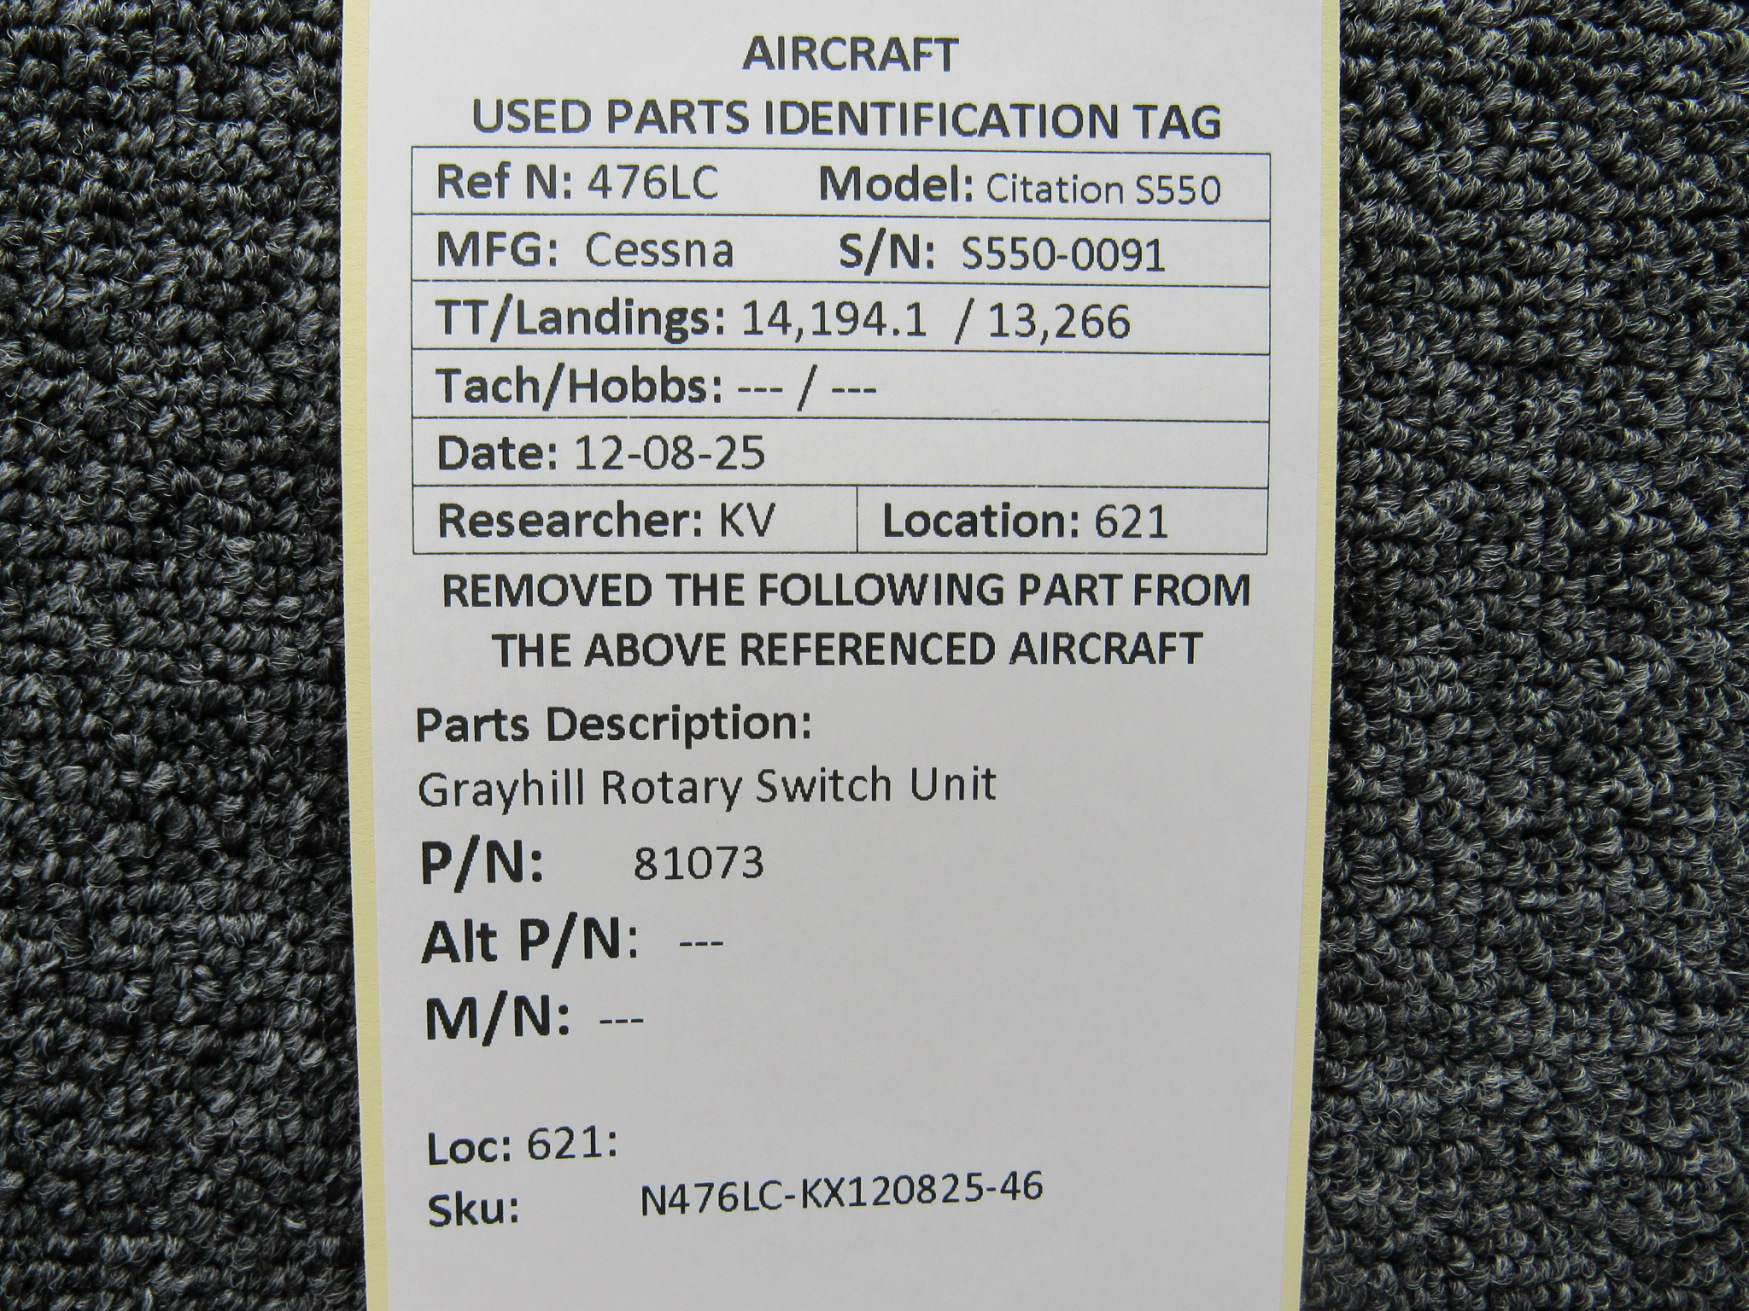 AIRCRAFT
USED PARTS IDENTIFICATION TAG
Ref N: 476LC Model: Citation S550
MFG: Cessna S/N: S550-0091
TT/Landings: 14,194.1 / 13,266
Tach/Hobbs: --- / ---
Date: 12-08-25
Researcher: KV Location: 621
REMOVED THE FOLLOWING PART FROM
THE ABOVE REFERENCED AIRCRAFT
Parts Description:
Grayhill Rotary Switch Unit
P/N: 81073
Alt P/N: ---
M/N: ---
Loc: 621:
Sku: N476LC-KX120825-46